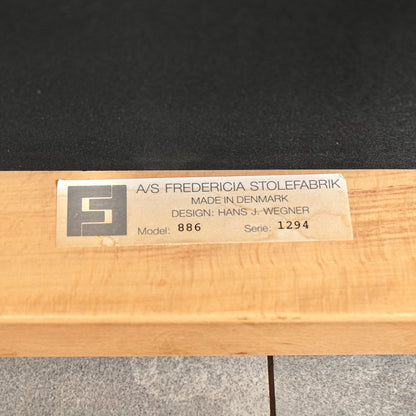 A/S FREDERICIA STOLEFABRIK
MADE IN DENMARK
DESIGN: HANS J. WEGNER
Model: 886 Serie: 1294